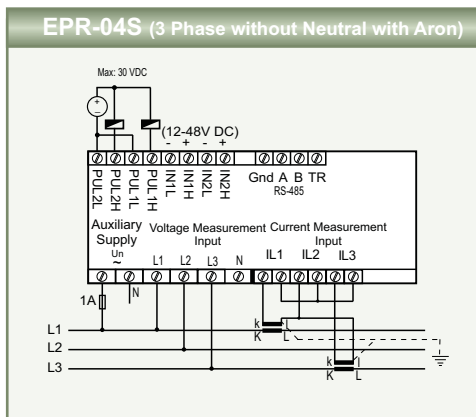 EPR-04S (3 Phase without Neutral with Aron)
Max: 30 VDC
+
–
(12-48V DC)
- + - +
PUL2L PUL2H PUL1L PUL1H IN1L IN1H IN2L IN2H
Gnd A B TR
RS-485
Auxiliary Supply
Voltage Measurement Input
Current Measurement Input
Un
~
L1 L2 L3 N
IL1 IL2 IL3
1A
N
L1
k l
K L
L2
L3
k l
K L